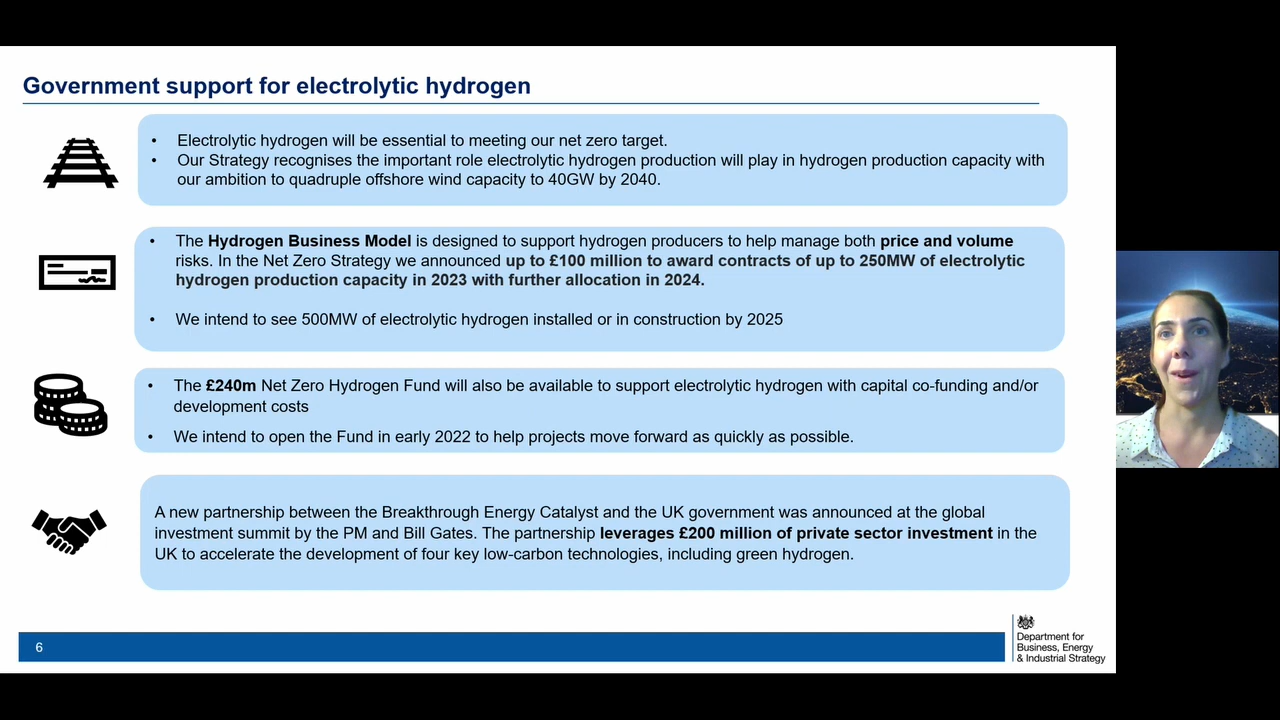 Government support for electrolytic hydrogen
• Electrolytic hydrogen will be essential to meeting our net zero target.
• Our Strategy recognises the important role electrolytic hydrogen production will play in hydrogen production capacity with
our ambition to quadruple offshore wind capacity to 40GW by 2040.
• The Hydrogen Business Model is designed to support hydrogen producers to help manage both price and volume
risks. In the Net Zero Strategy we announced up to £100 million to award contracts of up to 250MW of electrolytic
hydrogen production capacity in 2023 with further allocation in 2024.
• We intend to see 500MW of electrolytic hydrogen installed or in construction by 2025
• The £240m Net Zero Hydrogen Fund will also be available to support electrolytic hydrogen with capital co-funding and/or
development costs
• We intend to open the Fund in early 2022 to help projects move forward as quickly as possible.
A new partnership between the Breakthrough Energy Catalyst and the UK government was announced at the global
investment summit by the PM and Bill Gates. The partnership leverages £200 million of private sector investment in the
UK to accelerate the development of four key low-carbon technologies, including green hydrogen.
6
Department for
Business, Energy
& Industrial Strategy